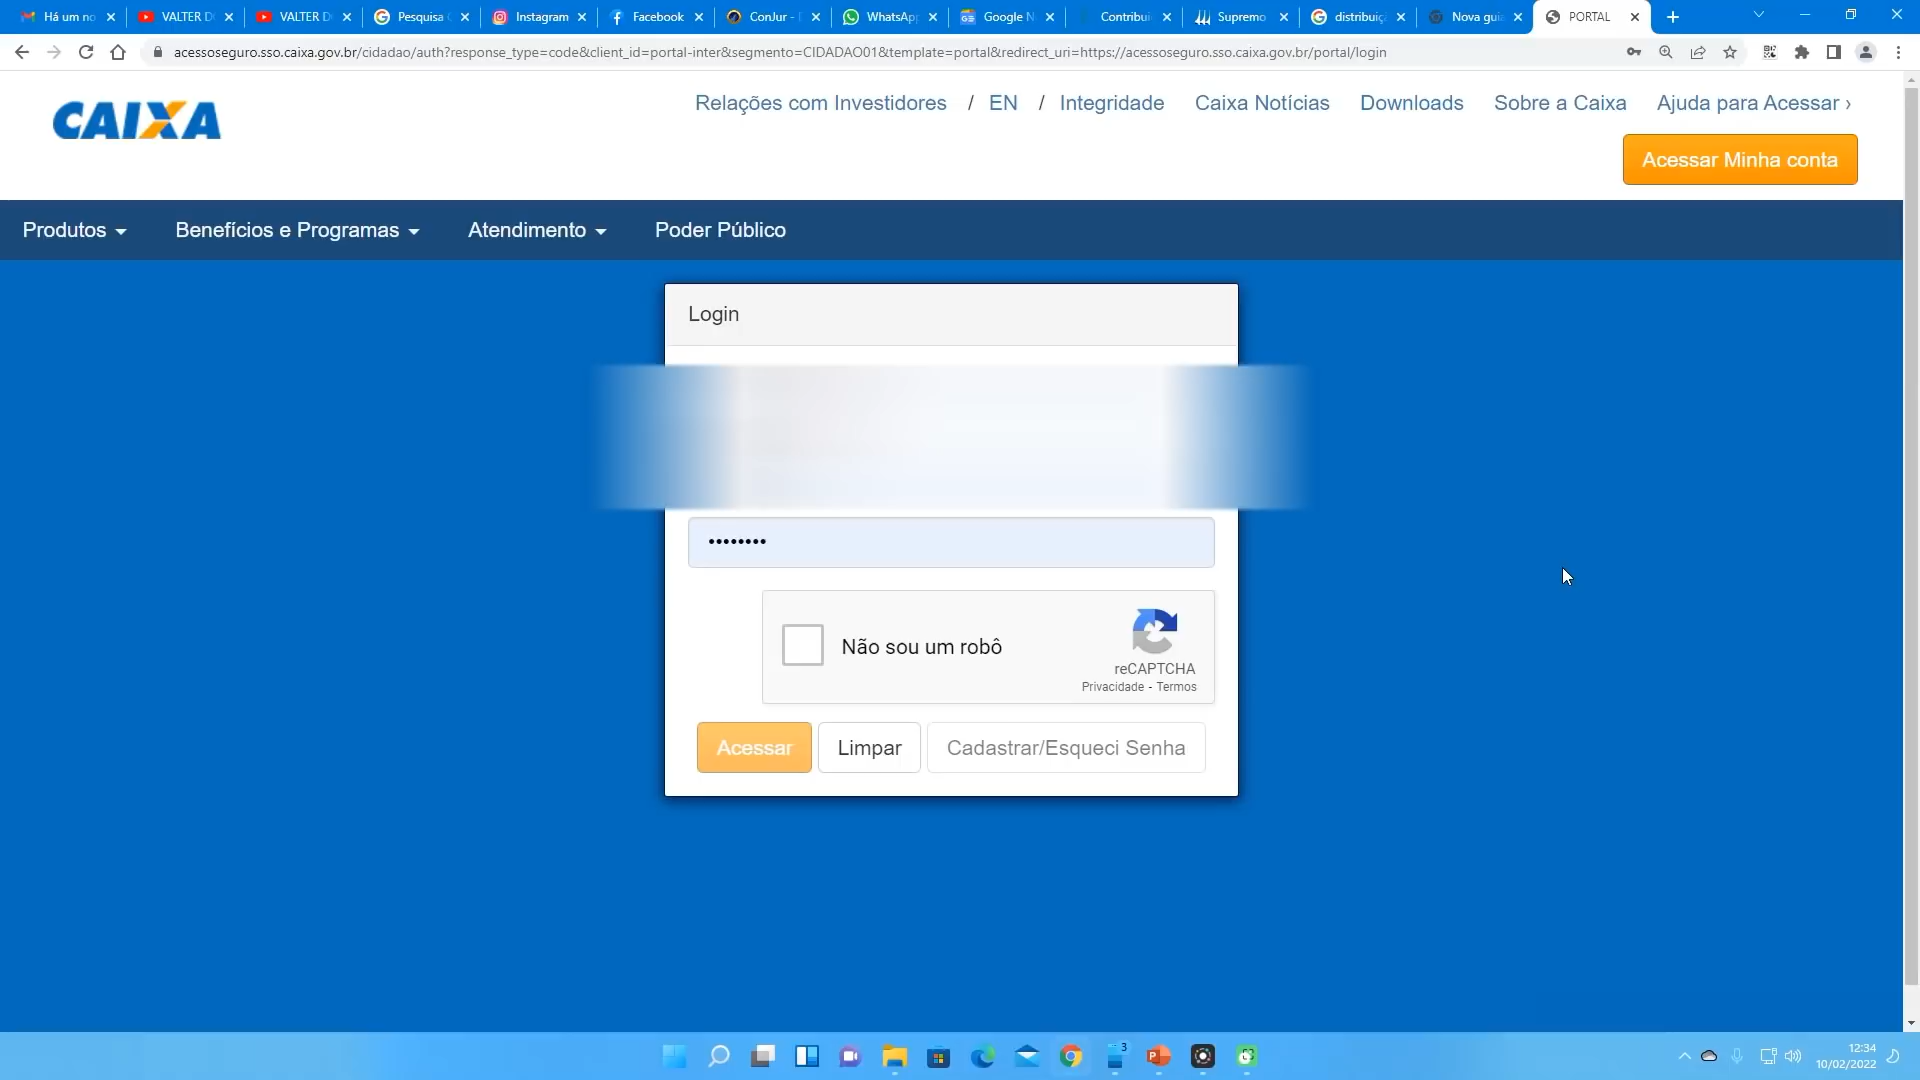 Há um no
VALTER D
VALTER D
Pesquisa
Instagram
Facebook
ConJur -
WhatsApp
Google N
Contribui
Supremo
distribuiç
Nova gui
PORTAL
acessoseguro.sso.caixa.gov.br/cidadao/auth?response_type=code&client_id=portal-inter&segmento=CIDADAO01&template=portal&redirect_uri=https://acessoseguro.sso.caixa.gov.br/portal/login
CAIXA
Relações com Investidores / EN / Integridade Caixa Notícias Downloads Sobre a Caixa Ajuda para Acessar ›
Acessar Minha conta
Produtos Benefícios e Programas Atendimento Poder Público
Login
••••••••
Não sou um robô
reCAPTCHA
Privacidade - Termos
Acessar Limpar Cadastrar/Esqueci Senha
3
12:34
10/02/2022